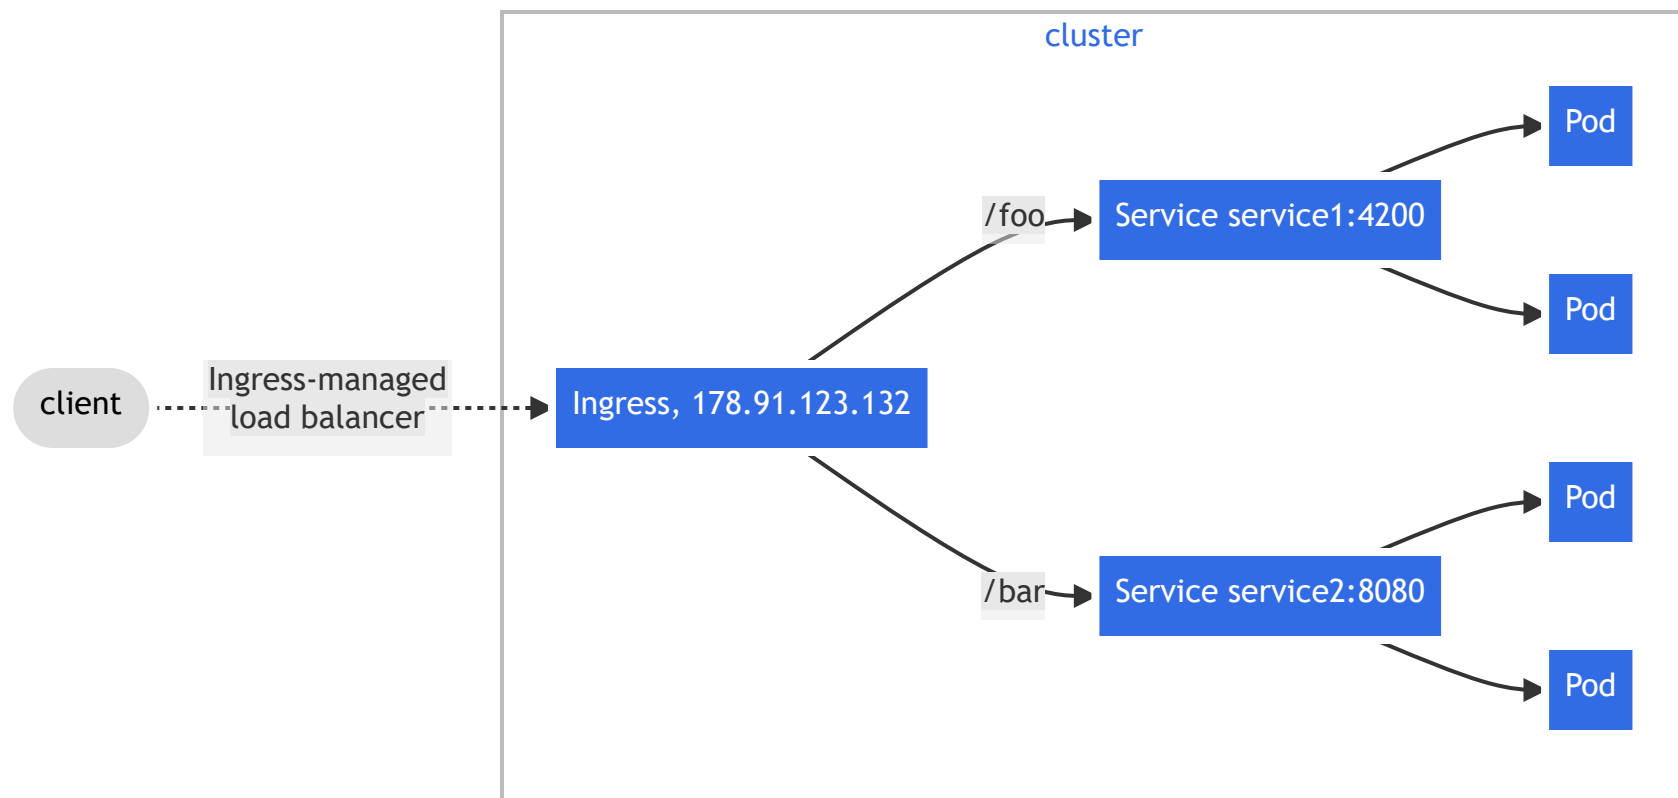 cluster
Pod
/foo
Service service1:4200
Pod
Ingress-managed
load balancer
client
Ingress, 178.91.123.132
Pod
/bar
Service service2:8080
Pod